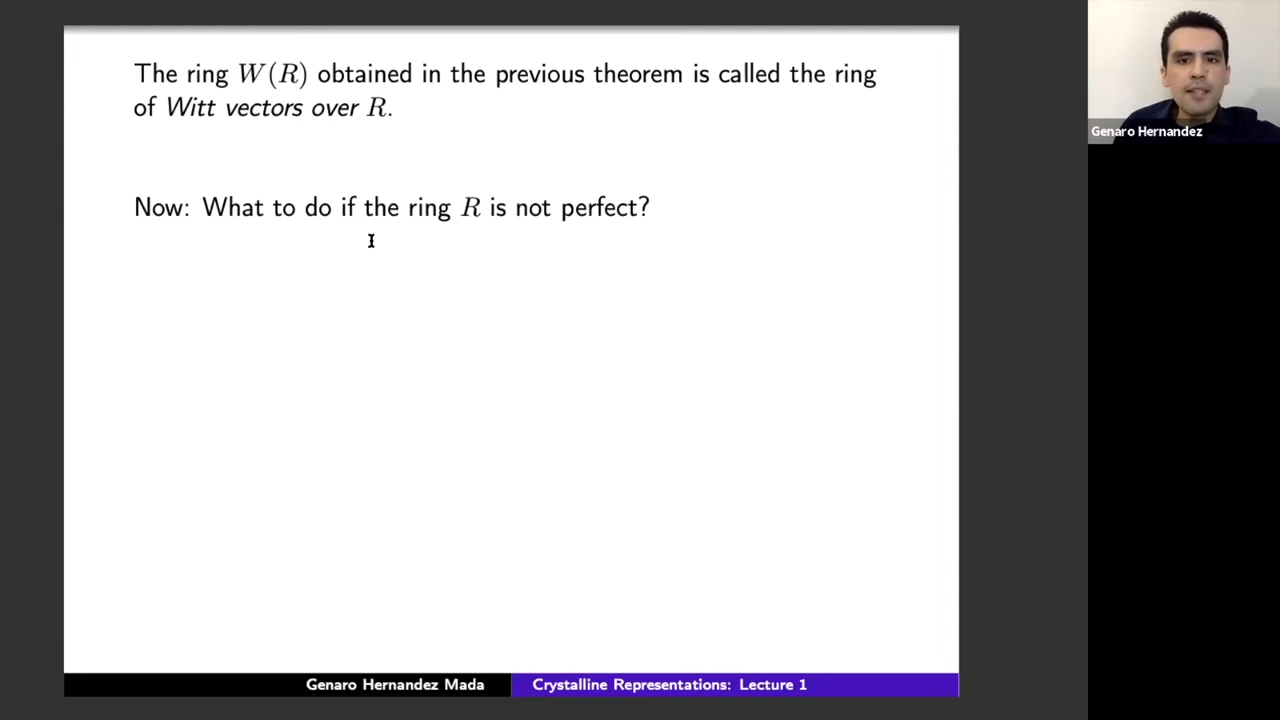 The ring W(R) obtained in the previous theorem is called the ring
of Witt vectors over R.
Now: What to do if the ring R is not perfect?
Genaro Hernandez
Genaro Hernandez Mada
Crystalline Representations: Lecture 1